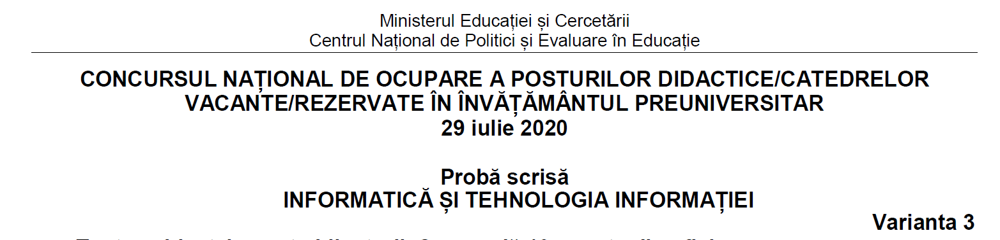 Ministerul Educației și Cercetării
Centrul Național de Politici și Evaluare în Educație
CONCURSUL NAȚIONAL DE OCUPARE A POSTURILOR DIDACTICE/CATEDRELOR
VACANTE/REZERVATE ÎN ÎNVĂȚĂMÂNTUL PREUNIVERSITAR
29 iulie 2020
Probă scrisă
INFORMATICĂ ȘI TEHNOLOGIA INFORMAȚIEI
Varianta 3